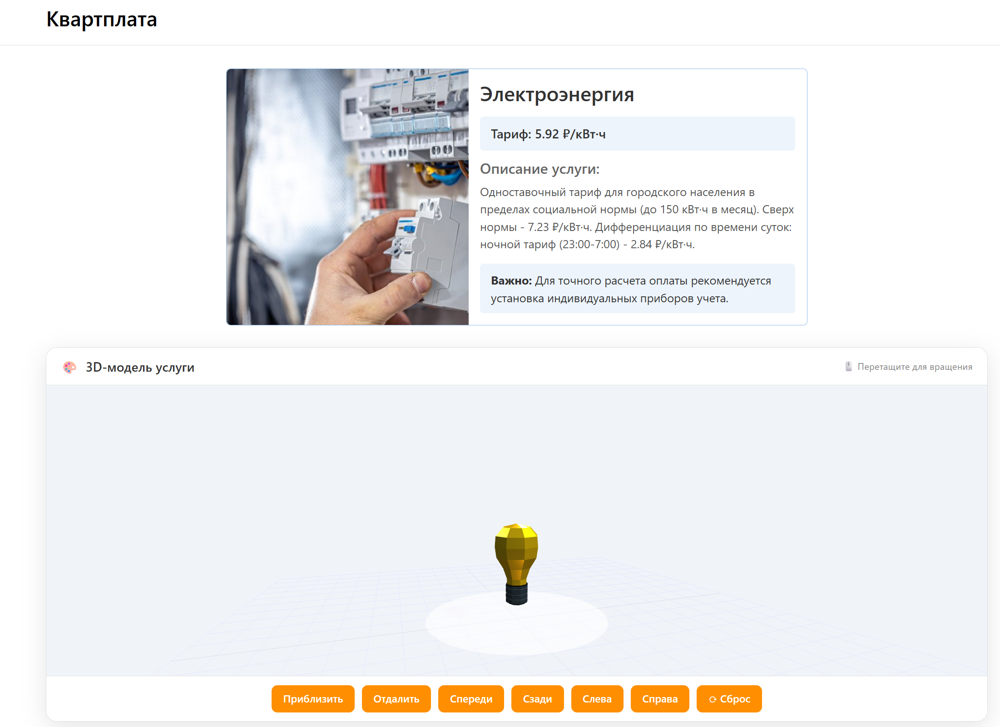 Квартплата
Электроэнергия
Тариф: 5.92 ₽/кВт·ч
Описание услуги:
Одноставочный тариф для городского населения в
пределах социальной нормы (до 150 кВт·ч в месяц). Сверх
нормы - 7.23 ₽/кВт·ч. Дифференциация по времени суток:
ночной тариф (23:00-7:00) - 2.84 ₽/кВт·ч.
Важно: Для точного расчета оплаты рекомендуется
установка индивидуальных приборов учета.
3D-модель услуги
Перетащите для вращения
Приблизить
Отдалить
Спереди
Сзади
Слева
Справа
⟳ Сброс